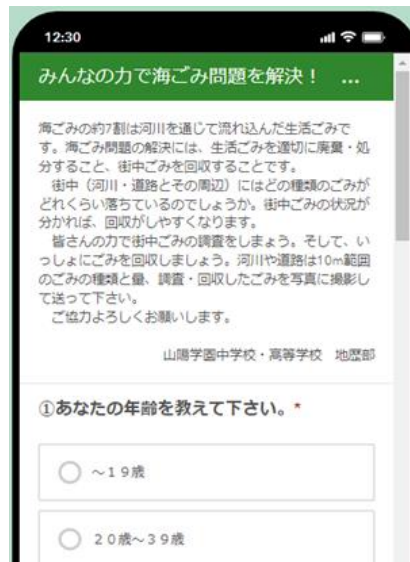 12:30
みんなの力で海ごみ問題を解決！ ...
海ごみの約7割は河川を通じて流れ込んだ生活ごみで
す。海ごみ問題の解決には、生活ごみを適切に廃棄・処
分すること、街中ごみを回収することです。
街中（河川・道路とその周辺）にはどの種類のごみが
どれくらい落ちているのでしょうか。街中ごみの状況が
分かれば、回収がしやすくなります。
皆さんの力で街中ごみの調査をしまょう。そして、い
っしょにごみを回収しましょう。河川や道路は10m範囲
のごみの種類と量、調査・回収したごみを写真に撮影し
て送って下さい。
ご協力よろしくお願いします。
山陽学園中学校・高等学校 地歴部
①あなたの年齢を教えて下さい。*
～１９歳
２０歳～３９歳